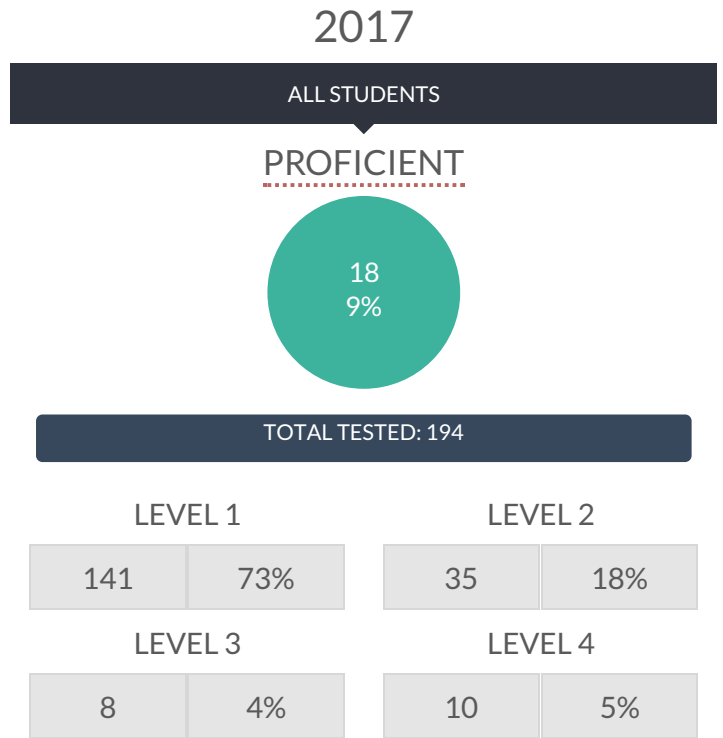 2017
ALL STUDENTS
PROFICIENT
18
9%
TOTAL TESTED: 194
LEVEL 1 LEVEL 2
141 73% 35 18%
LEVEL 3 LEVEL 4
8 4% 10 5%